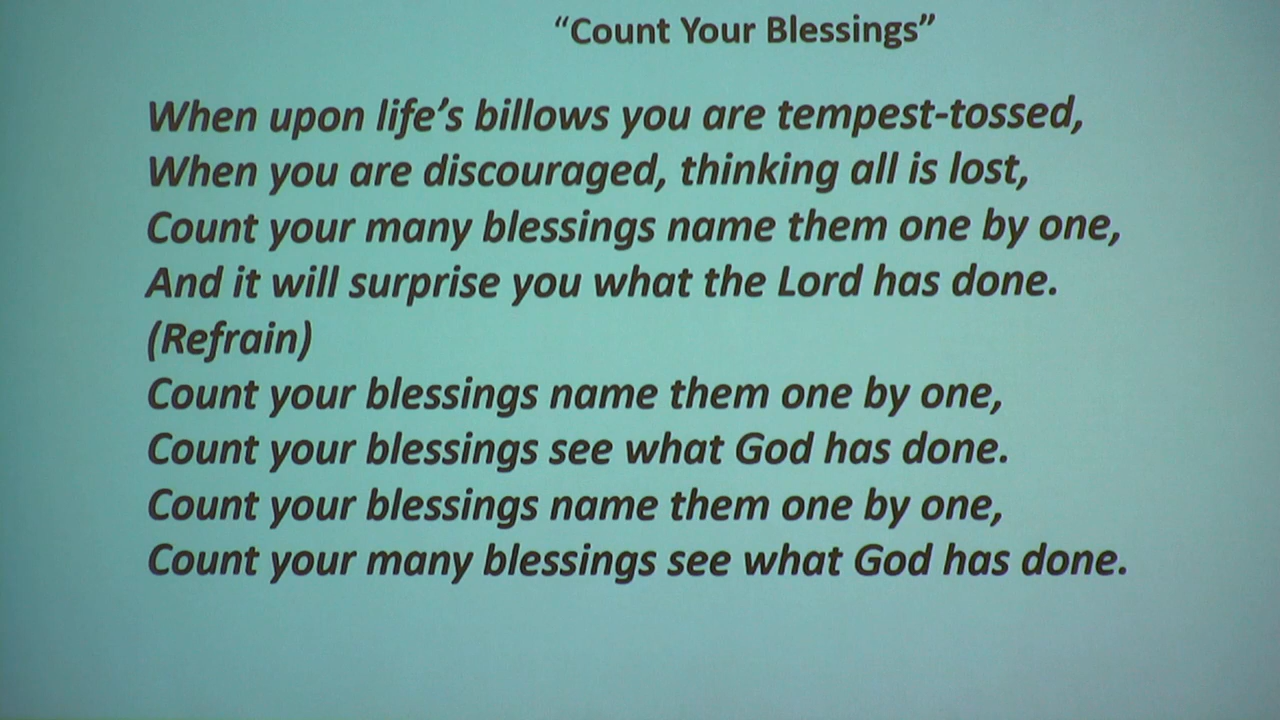 “Count Your Blessings”
When upon life’s billows you are tempest-tossed,
When you are discouraged, thinking all is lost,
Count your many blessings name them one by one,
And it will surprise you what the Lord has done.
(Refrain)
Count your blessings name them one by one,
Count your blessings see what God has done.
Count your blessings name them one by one,
Count your many blessings see what God has done.